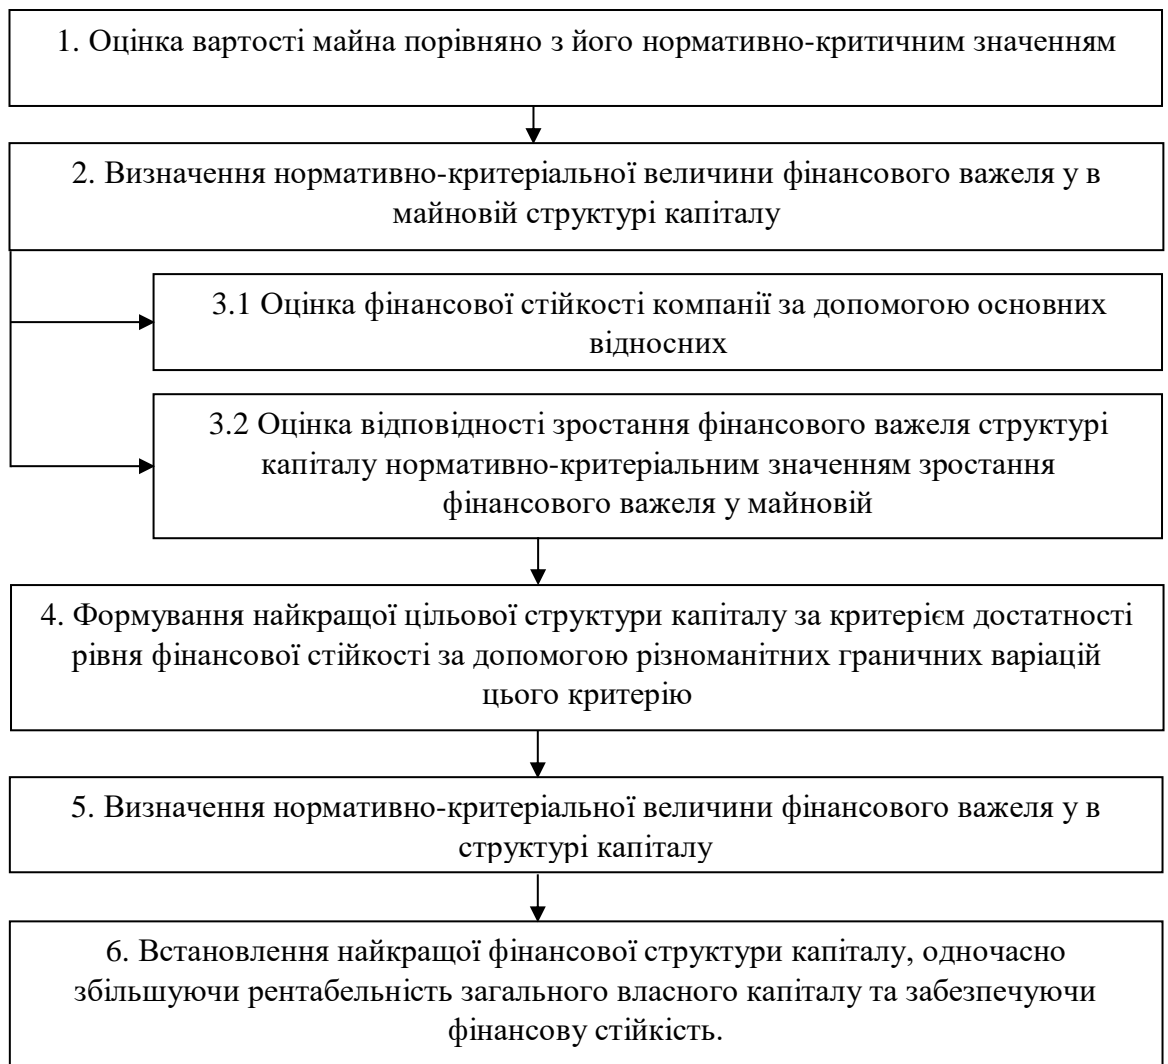 1. Оцінка вартості майна порівняно з його нормативно-критичним значенням
2. Визначення нормативно-критеріальної величини фінансового важеля у в
майновій структурі капіталу
3.1 Оцінка фінансової стійкості компанії за допомогою основних
відносних
3.2 Оцінка відповідності зростання фінансового важеля структурі
капіталу нормативно-критеріальним значенням зростання
фінансового важеля у майновій
4. Формування найкращої цільової структури капіталу за критерієм достатності
рівня фінансової стійкості за допомогою різноманітних граничних варіацій
цього критерію
5. Визначення нормативно-критеріальної величини фінансового важеля у в
структурі капіталу
6. Встановлення найкращої фінансової структури капіталу, одночасно
збільшуючи рентабельність загального власного капіталу та забезпечуючи
фінансову стійкість.